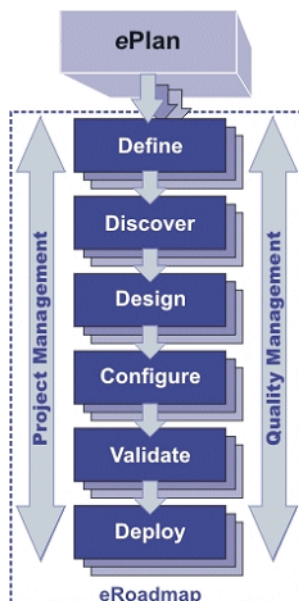 ePlan
Define
Discover
Design
Configure
Validate
Deploy
Project Management
Quality Management
eRoadmap